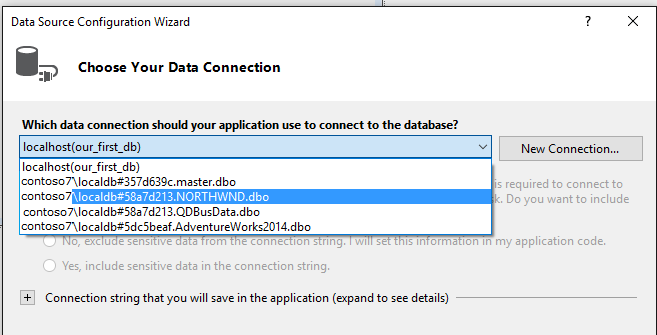 Data Source Configuration Wizard
?
Choose Your Data Connection
Which data connection should your application use to connect to the database?
localhost(our_first_db)
New Connection...
localhost(our_first_db)
contoso7\localdb#357d639c.master.dbo
is required to connect to
contoso7\localdb#58a7d213.NORTHWND.dbo
sk. Do you want to include
contoso7\localdb#58a7d213.QDBusData.dbo
contoso7\localdb#5dc5beaf.AdventureWorks2014.dbo
No, exclude sensitive data from the connection string. I will set this information in my application code.
Yes, include sensitive data in the connection string.
+ Connection string that you will save in the application (expand to see details)